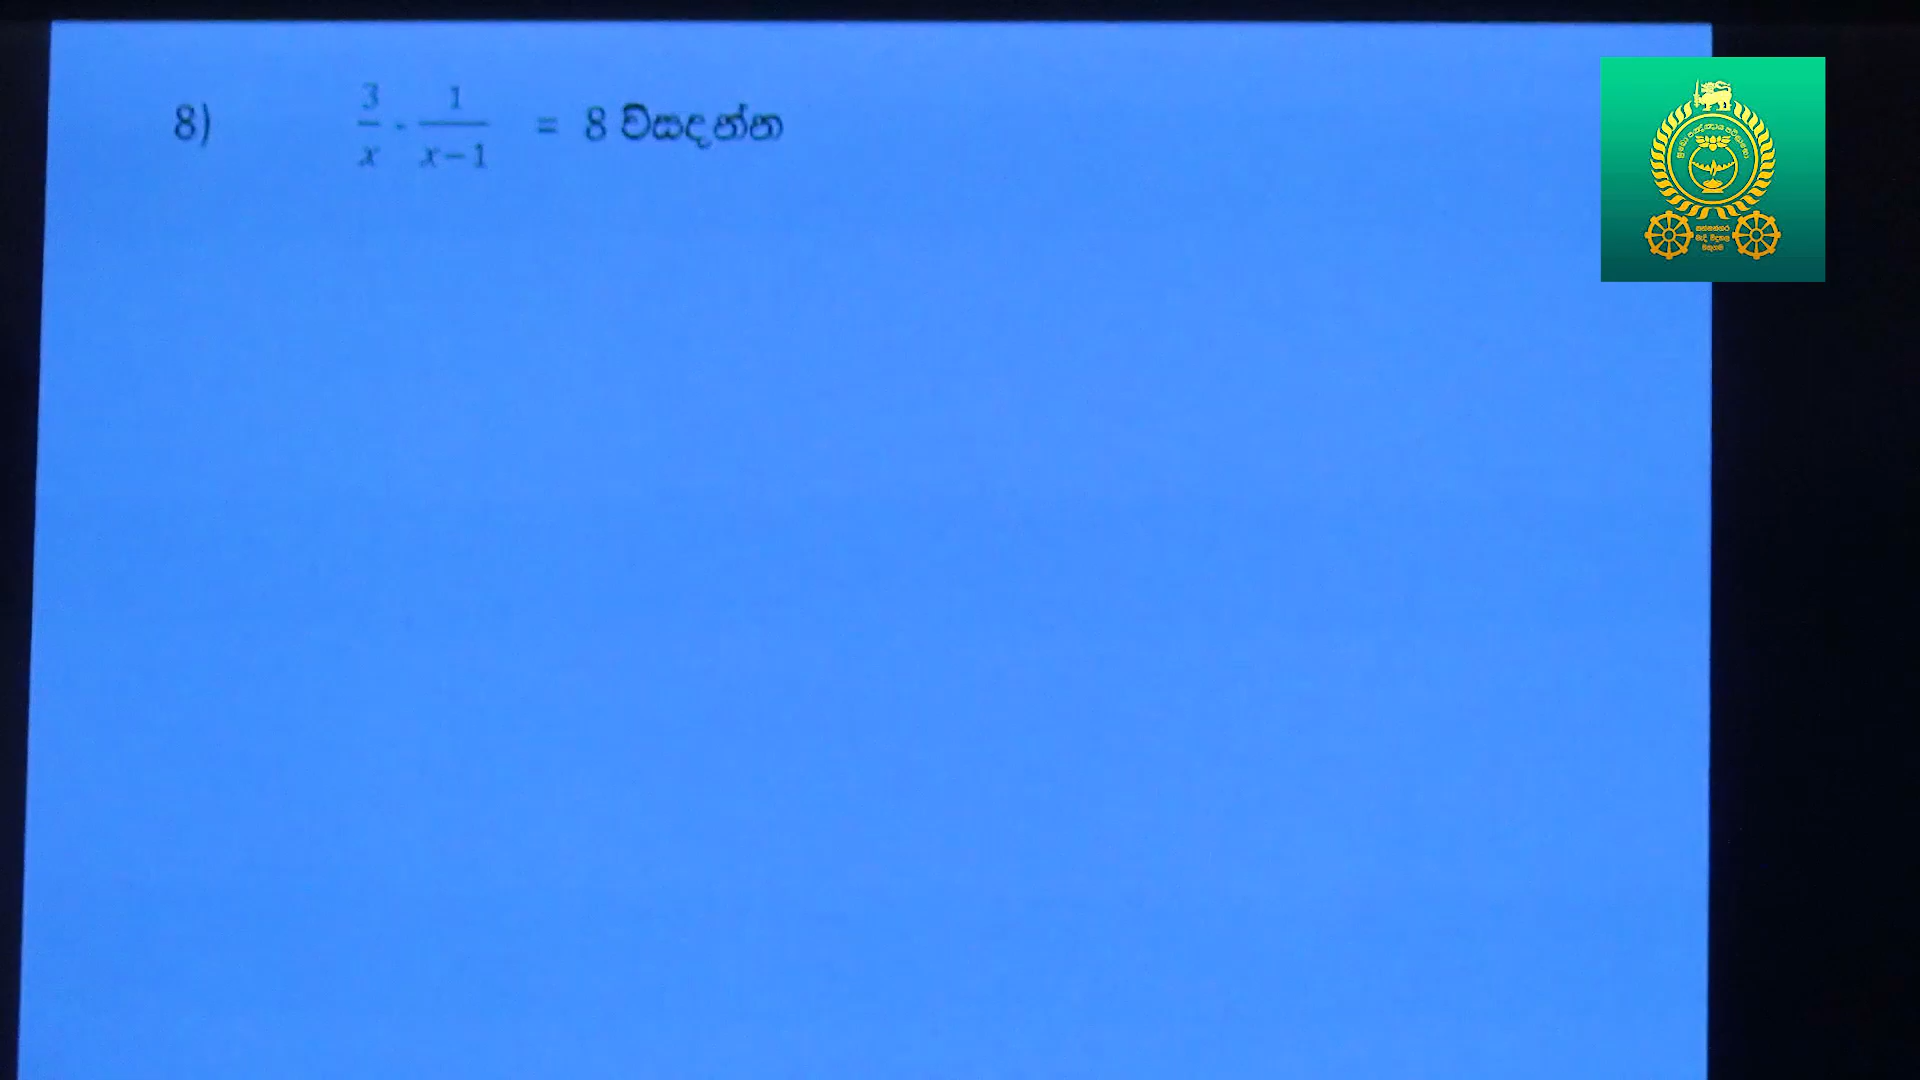 8) 3/x - 1/(x-1) = 8 විසඳන්න